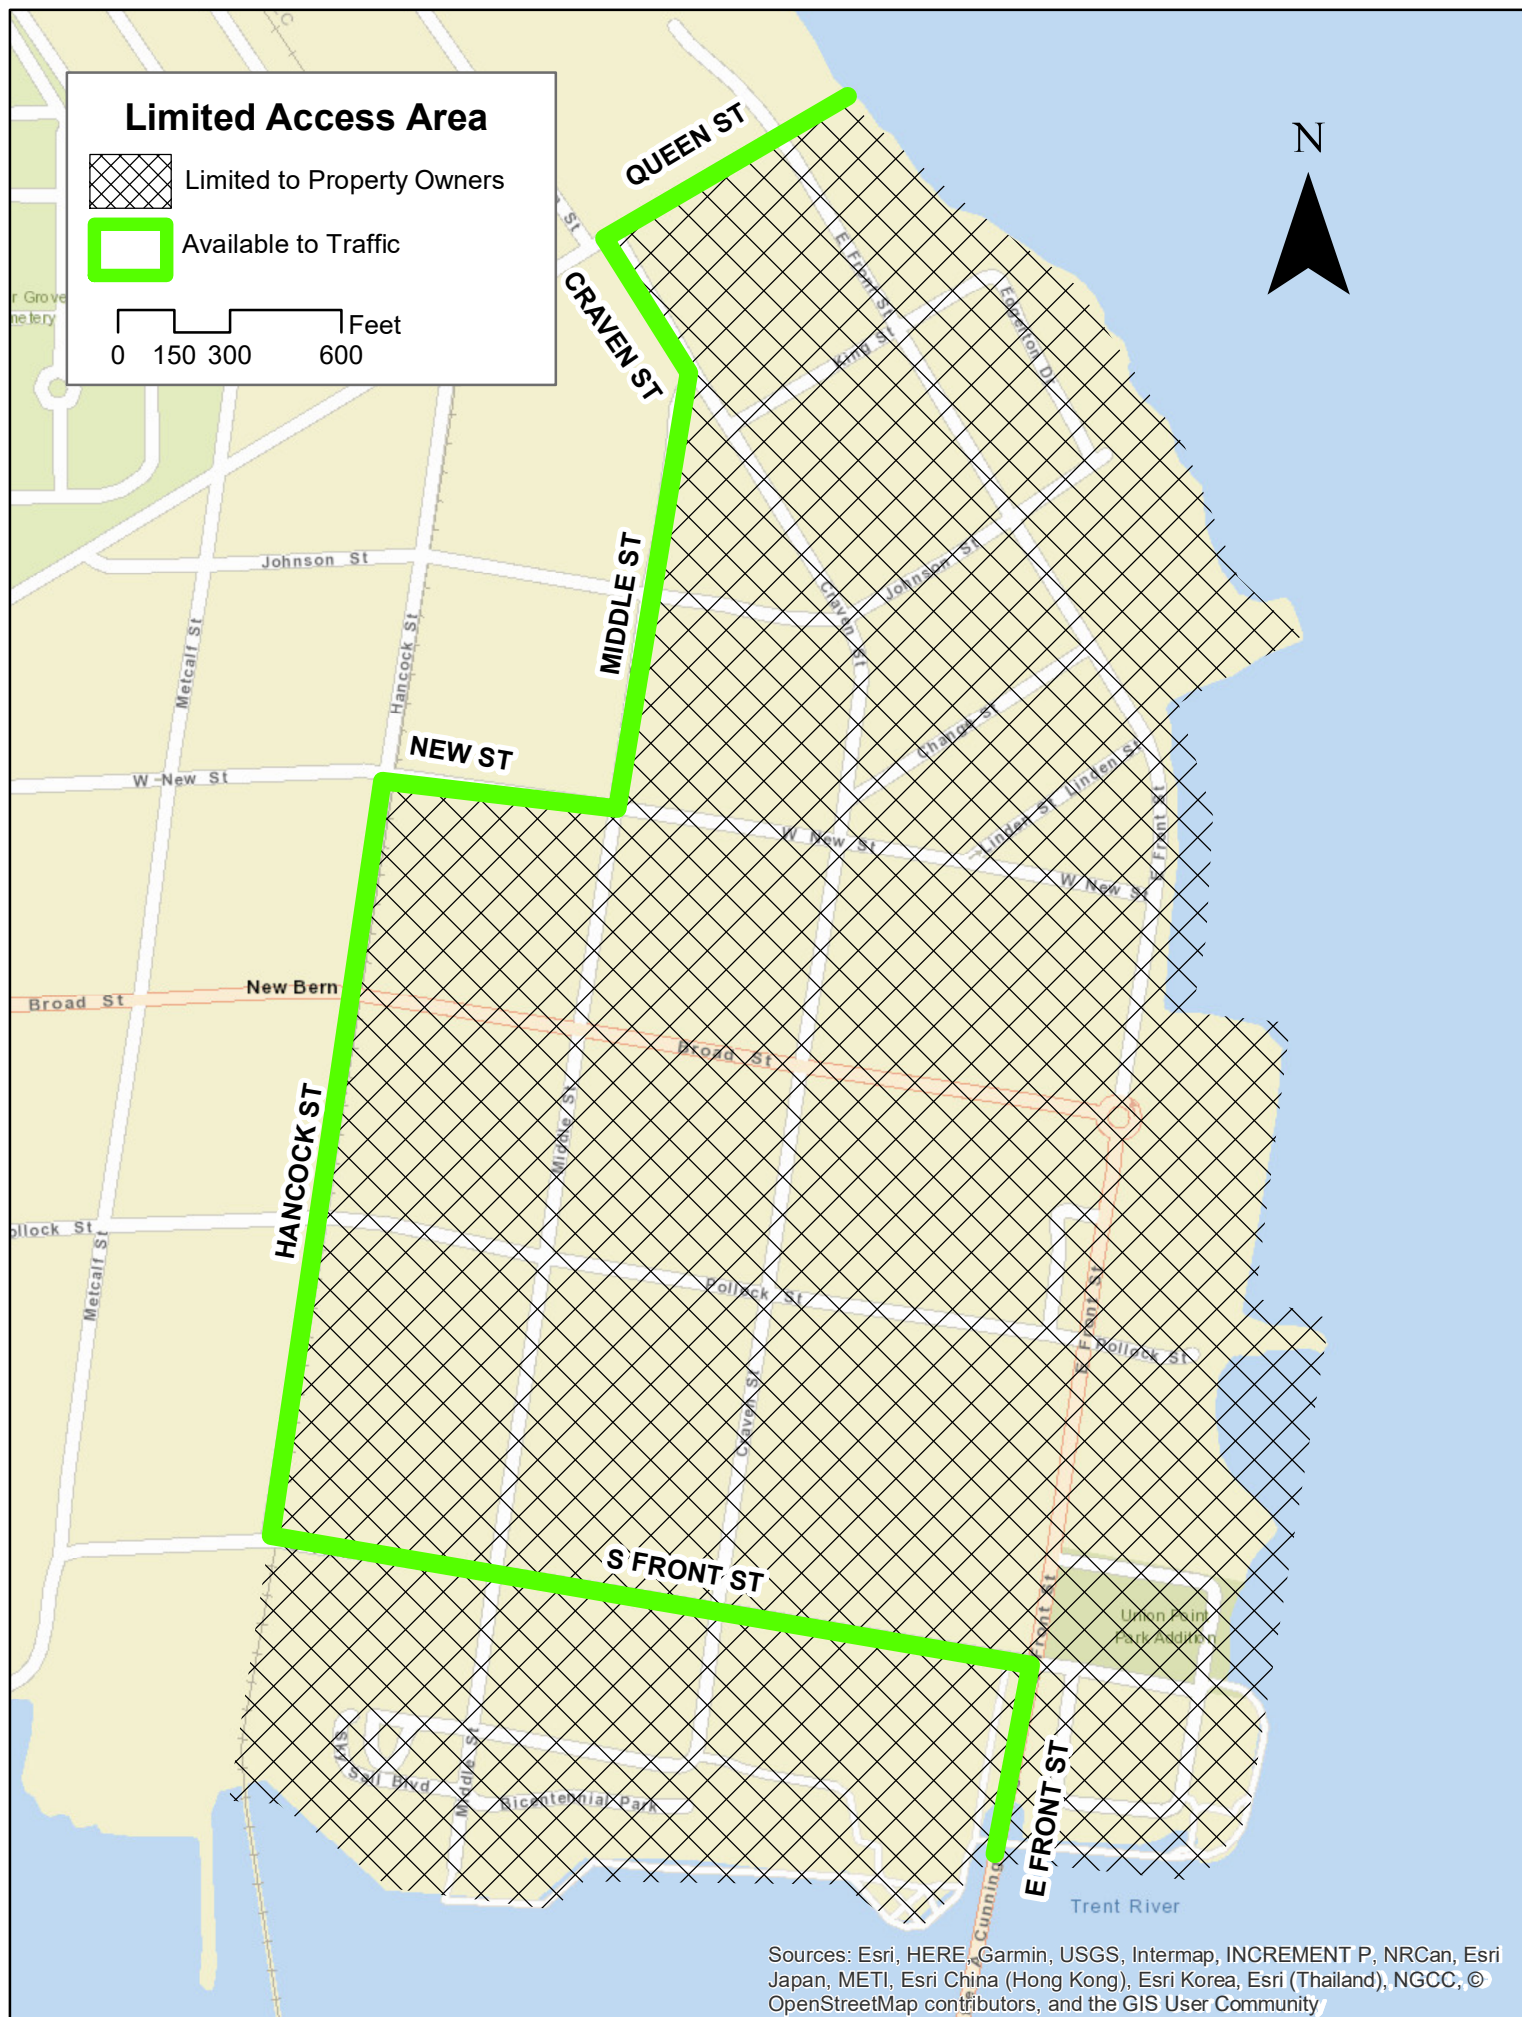 Limited Access Area
Limited to Property Owners
Available to Traffic
Feet
0 150 300 600
N
QUEEN ST
St
CRAVEN ST
E Front St
King St
Edgerton Dr
r Grove
metery
Johnson St
MIDDLE ST
Johnson St
Craven St
Metcalf St
Hancock St
Change St
NEW ST
W New St
Linden St Linden St
W New St
E Front St
W New St
New Bern
Broad St
Broad St
HANCOCK ST
Middle St
ollock St
Metcalf St
Pollock St
E Front St
Pollock St
Craven St
S FRONT ST
Front St
Union Point
Park Addition
Middle St
Sail Blvd
Bicentennial Park
E FRONT ST
A Cunning
Trent River
Sources: Esri, HERE, Garmin, USGS, Intermap, INCREMENT P, NRCan, Esri
Japan, METI, Esri China (Hong Kong), Esri Korea, Esri (Thailand), NGCC, ©
OpenStreetMap contributors, and the GIS User Community